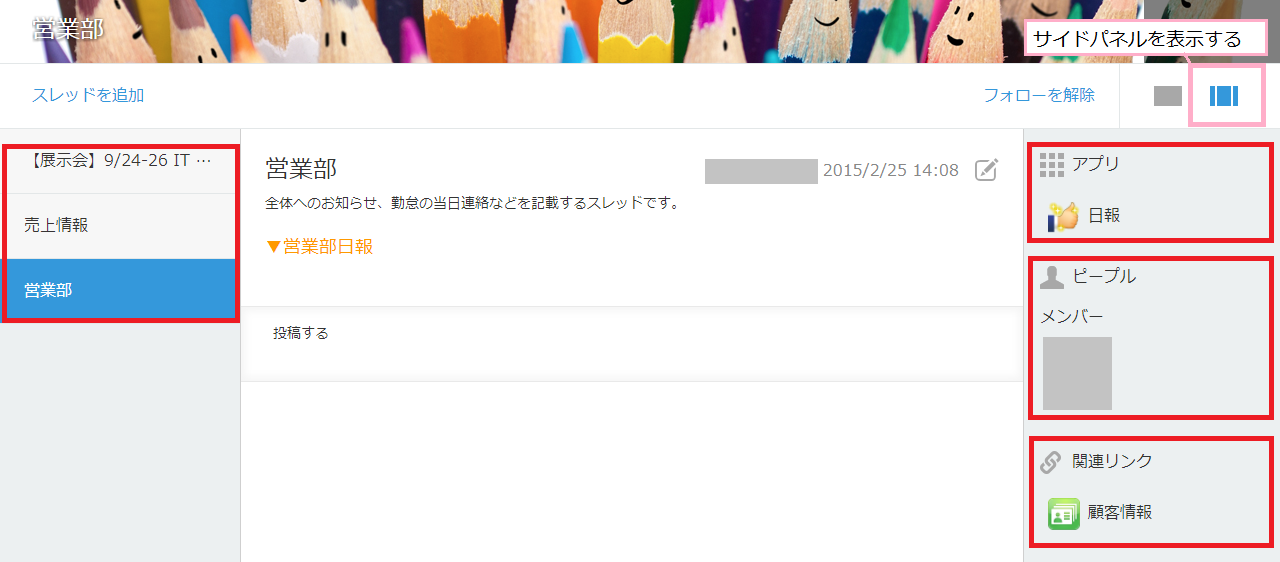 営業部
サイドパネルを表示する
スレッドを追加
フォローを解除
【展示会】9/24-26 IT …
売上情報
営業部
営業部
2015/2/25 14:08
全体へのお知らせ、勤怠の当日連絡などを記載するスレッドです。
▼営業部日報
投稿する
アプリ
日報
ピープル
メンバー
関連リンク
顧客情報